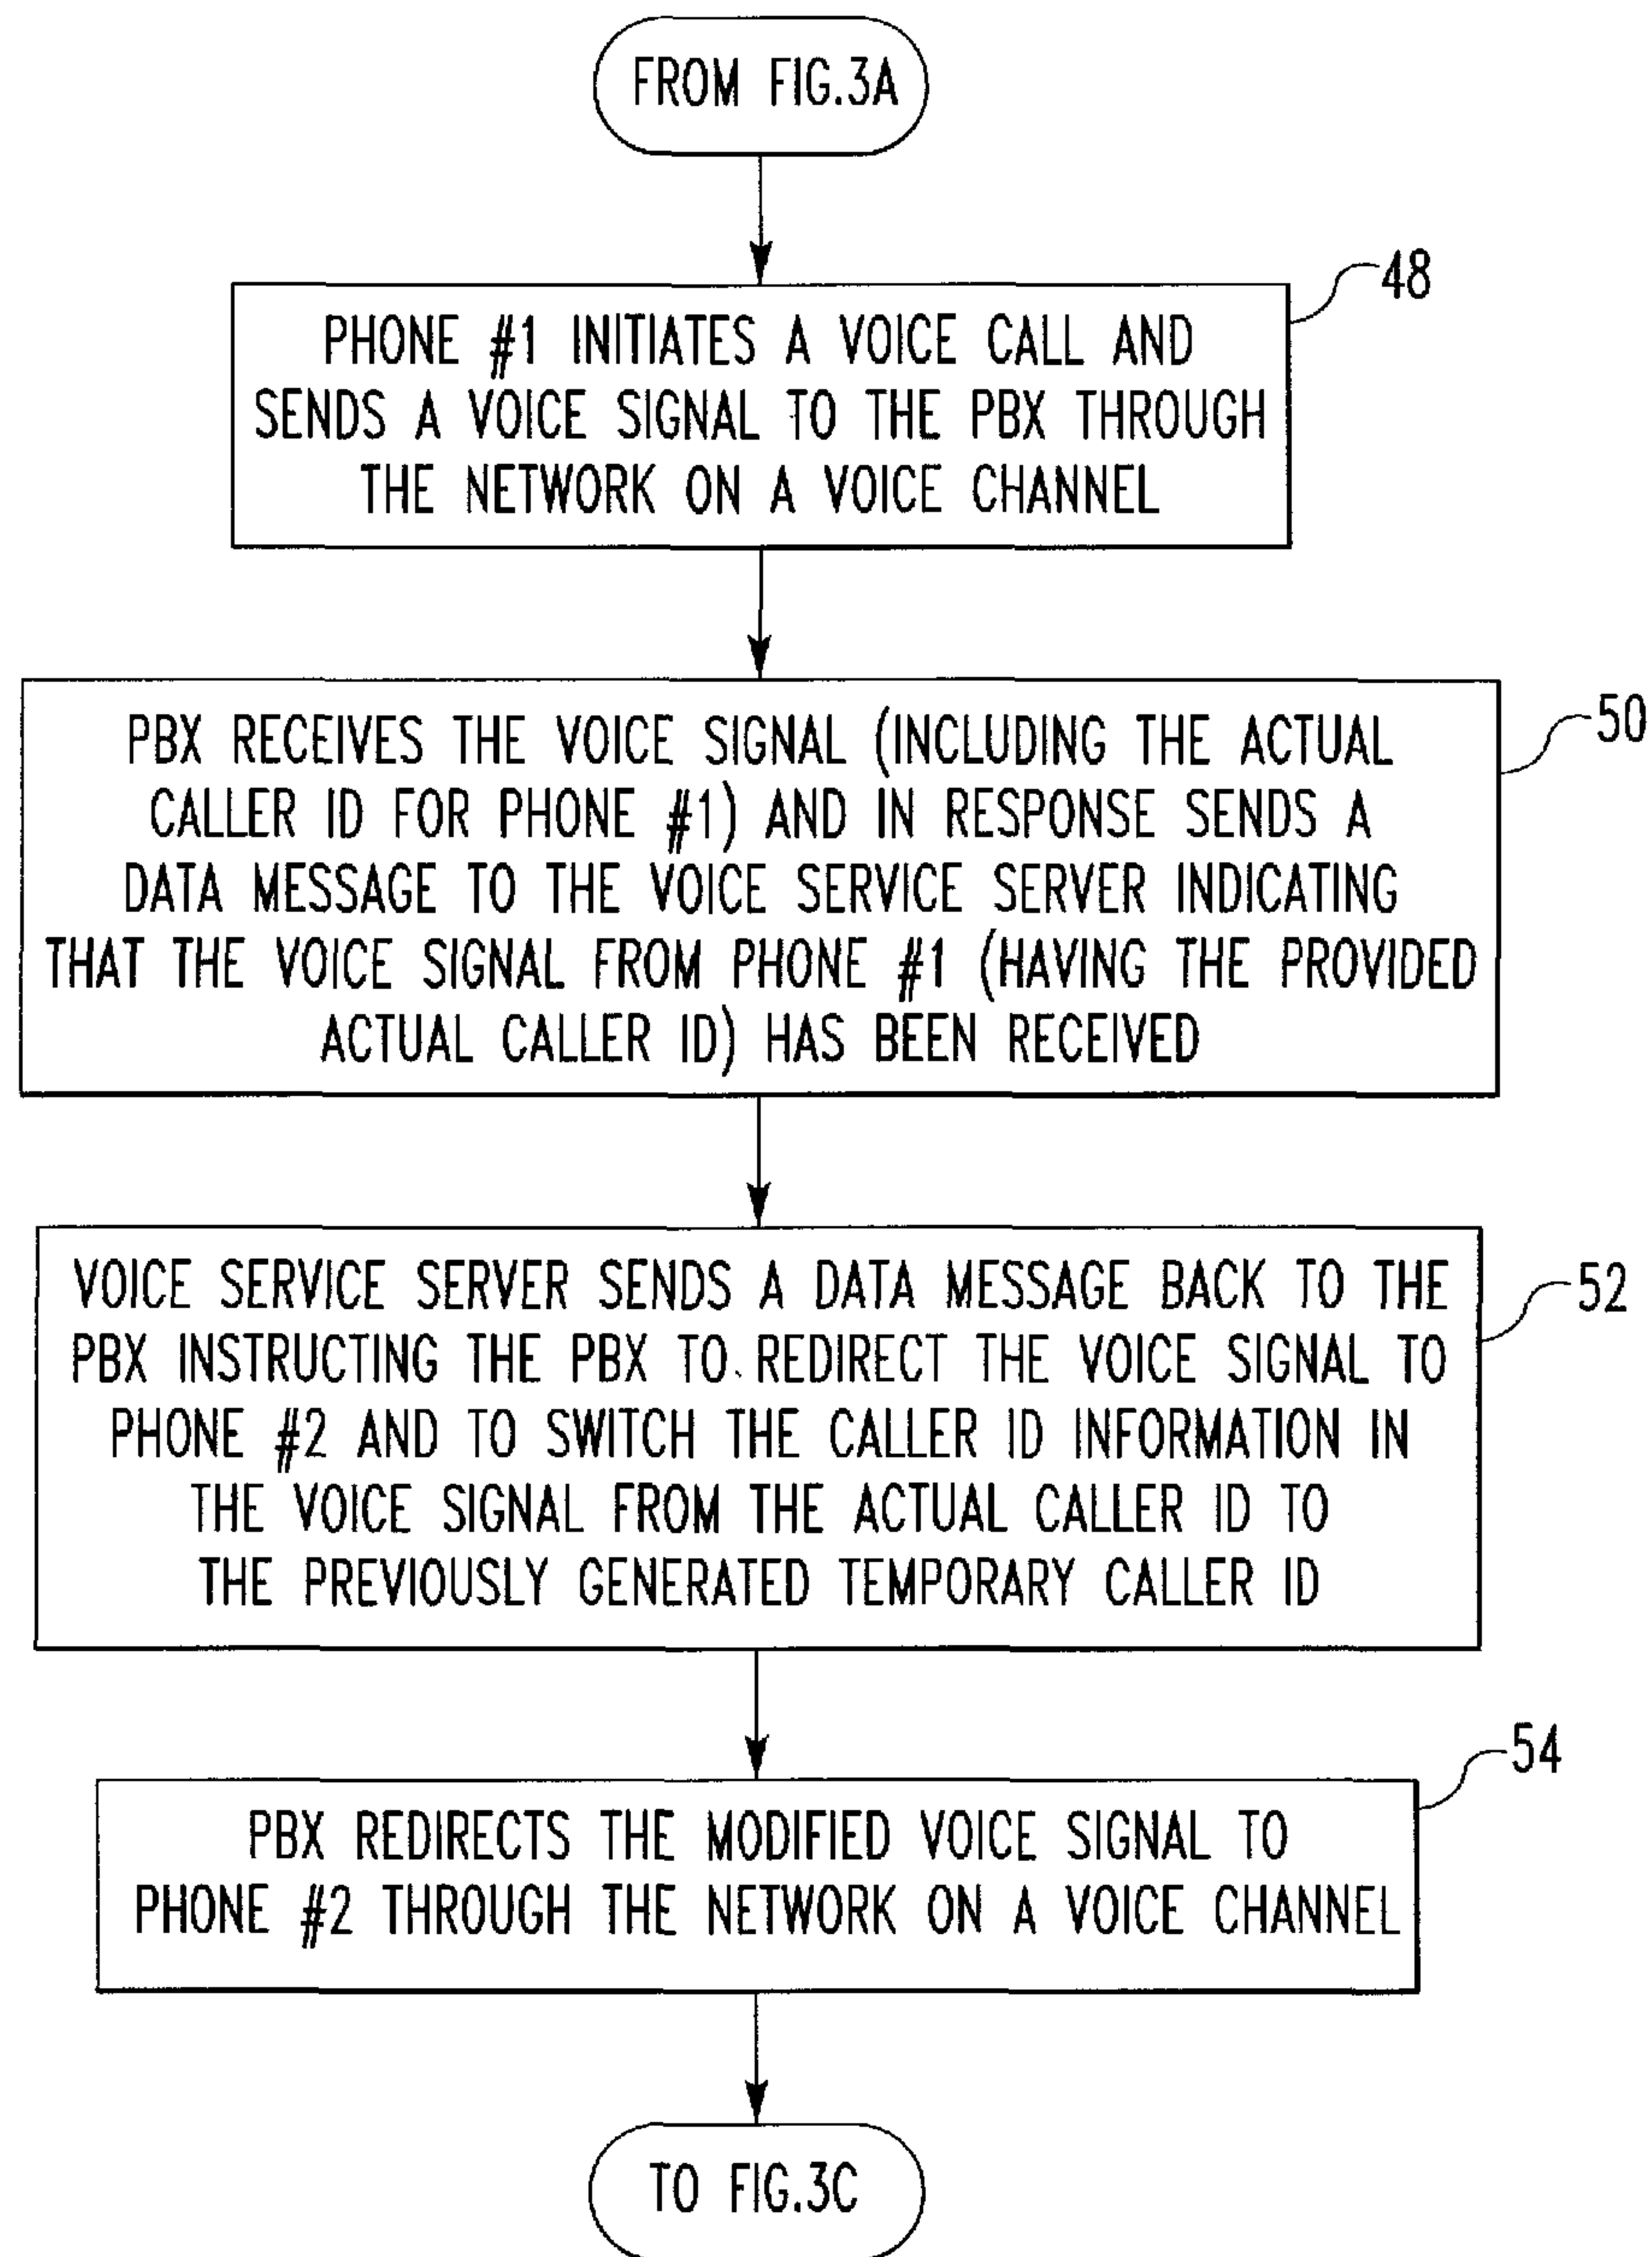 FROM FIG.3A
48
PHONE #1 INITIATES A VOICE CALL AND
SENDS A VOICE SIGNAL TO THE PBX THROUGH
THE NETWORK ON A VOICE CHANNEL
50
PBX RECEIVES THE VOICE SIGNAL (INCLUDING THE ACTUAL
CALLER ID FOR PHONE #1) AND IN RESPONSE SENDS A
DATA MESSAGE TO THE VOICE SERVICE SERVER INDICATING
THAT THE VOICE SIGNAL FROM PHONE #1 (HAVING THE PROVIDED
ACTUAL CALLER ID) HAS BEEN RECEIVED
52
VOICE SERVICE SERVER SENDS A DATA MESSAGE BACK TO THE
PBX INSTRUCTING THE PBX TO REDIRECT THE VOICE SIGNAL TO
PHONE #2 AND TO SWITCH THE CALLER ID INFORMATION IN
THE VOICE SIGNAL FROM THE ACTUAL CALLER ID TO
THE PREVIOUSLY GENERATED TEMPORARY CALLER ID
54
PBX REDIRECTS THE MODIFIED VOICE SIGNAL TO
PHONE #2 THROUGH THE NETWORK ON A VOICE CHANNEL
TO FIG.3C